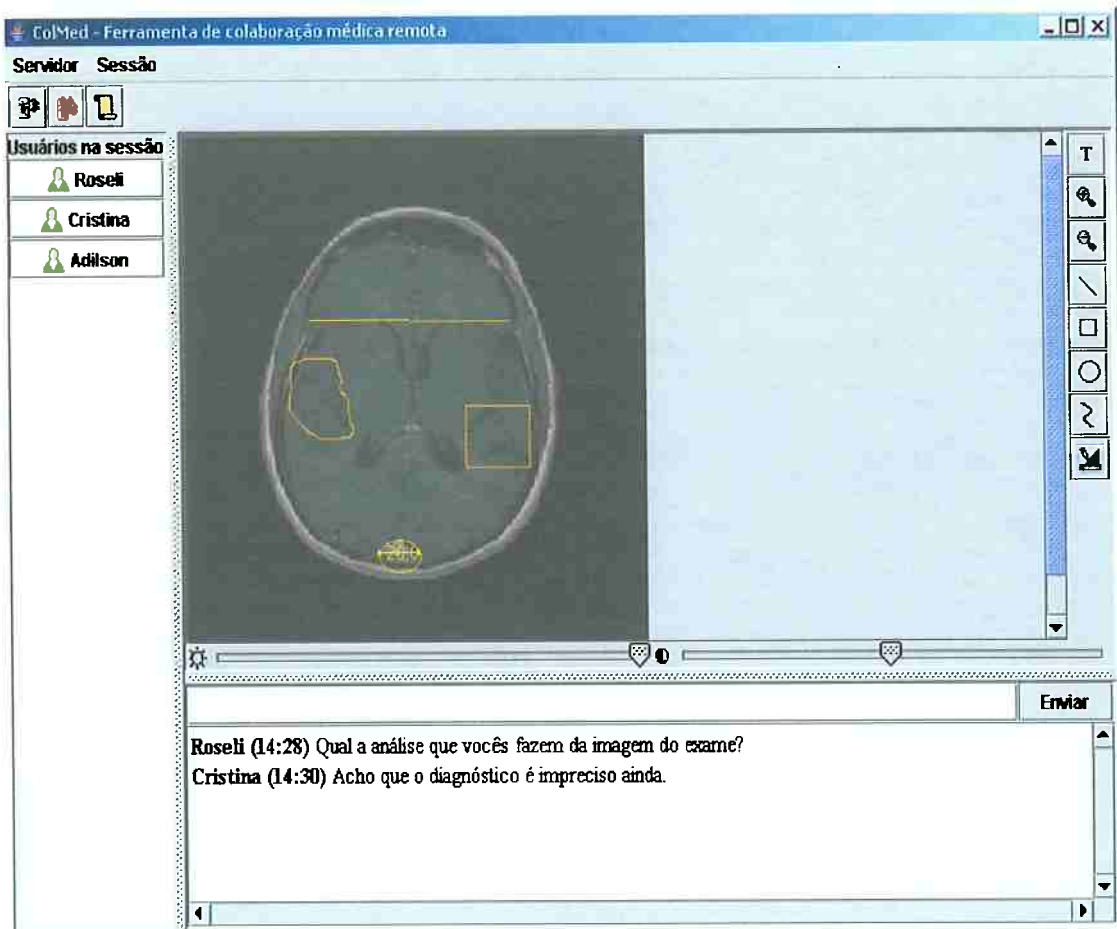 ColMed - Ferramenta de colaboração médica remota
Servidor Sessão
Usuários na sessão
Roseli
Cristina
Adilson
T
Enviar
Roseli (14:28) Qual a análise que vocês fazem da imagem do exame?
Cristina (14:30) Acho que o diagnóstico é impreciso ainda.